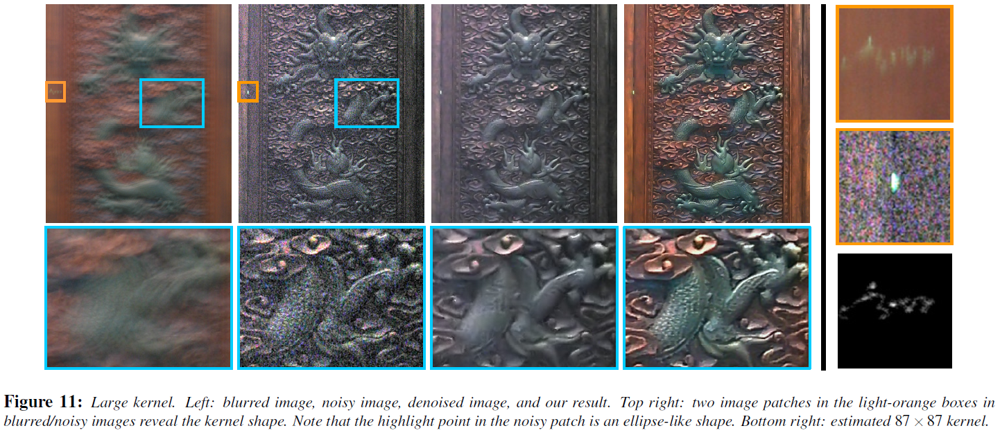 Figure 11: Large kernel. Left: blurred image, noisy image, denoised image, and our result. Top right: two image patches in the light-orange boxes in
blurred/noisy images reveal the kernel shape. Note that the highlight point in the noisy patch is an ellipse-like shape. Bottom right: estimated 87 × 87 kernel.